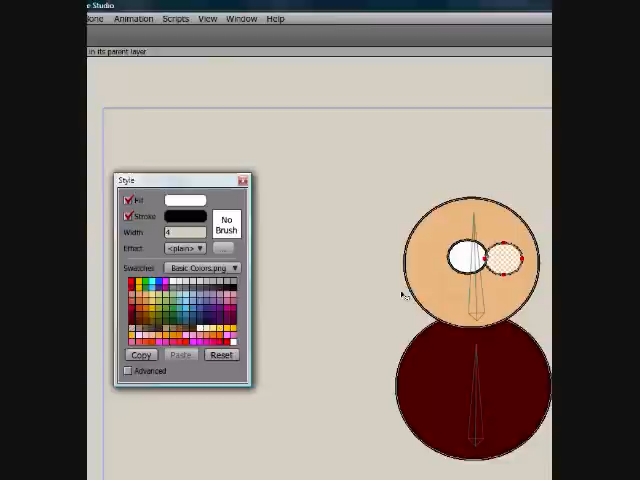 e Studio
Bone Animation Scripts View Window Help
in its parent layer
Style
Fill
Stroke
No Brush
Width 4
Effect <plain> ...
Swatches Basic Colors.png
Copy Paste Reset
Advanced